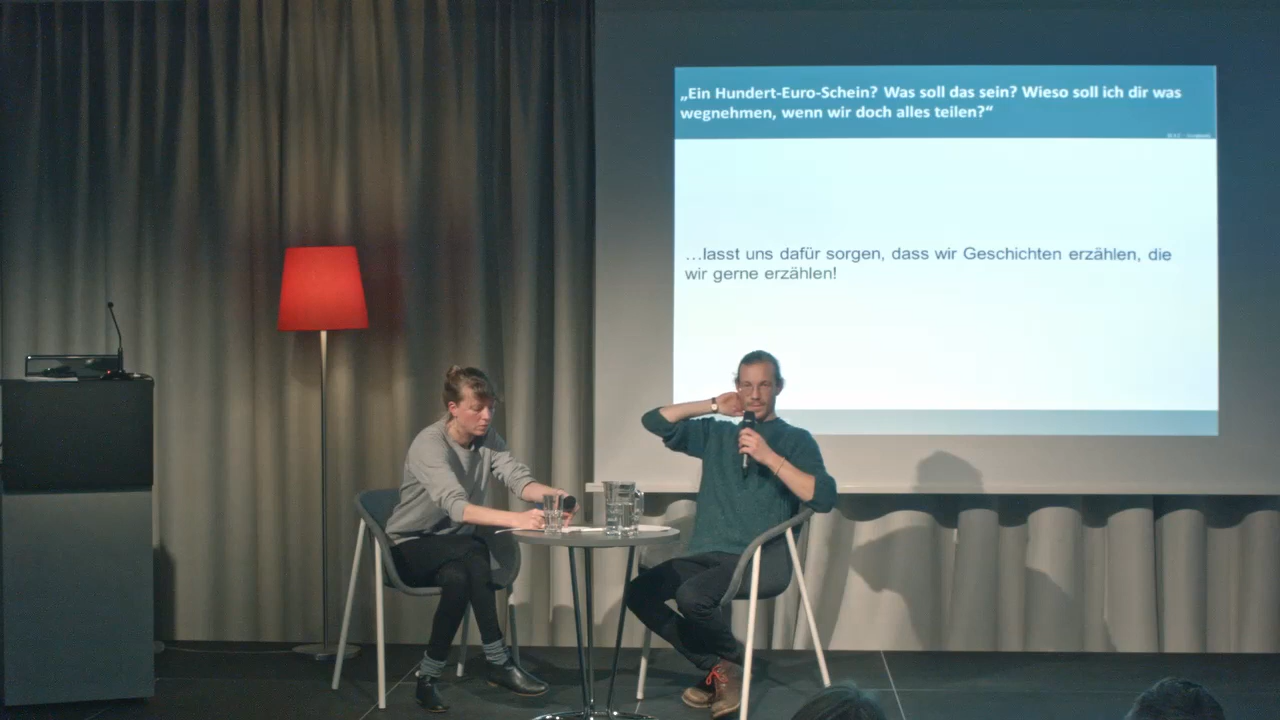 „Ein Hundert-Euro-Schein? Was soll das sein? Wieso soll ich dir was
wegnehmen, wenn wir doch alles teilen?“
…lasst uns dafür sorgen, dass wir Geschichten erzählen, die
wir gerne erzählen!